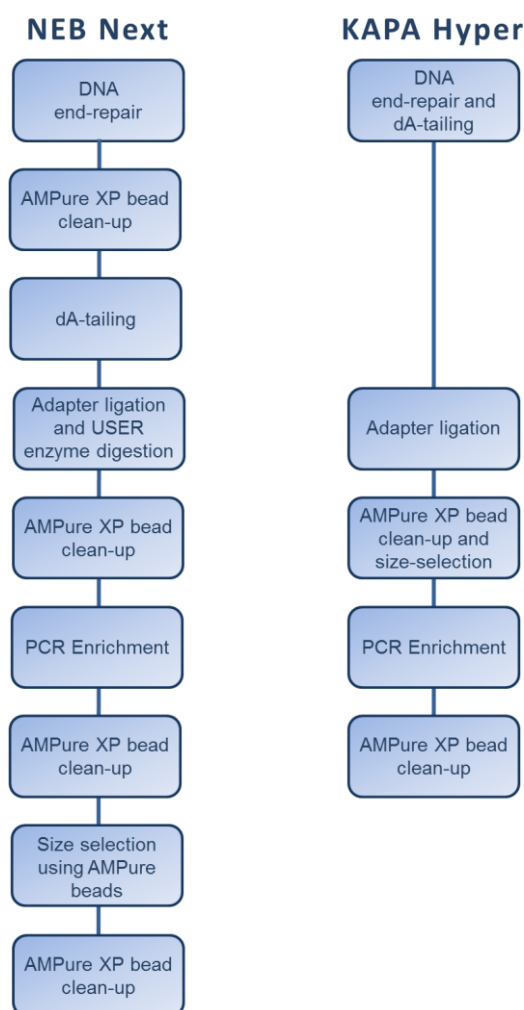 NEB Next
DNA
end-repair
AMPure XP bead
clean-up
dA-tailing
Adapter ligation
and USER
enzyme digestion
AMPure XP bead
clean-up
PCR Enrichment
AMPure XP bead
clean-up
Size selection
using AMPure
beads
AMPure XP bead
clean-up
KAPA Hyper
DNA
end-repair and
dA-tailing
Adapter ligation
AMPure XP bead
clean-up and
size-selection
PCR Enrichment
AMPure XP bead
clean-up